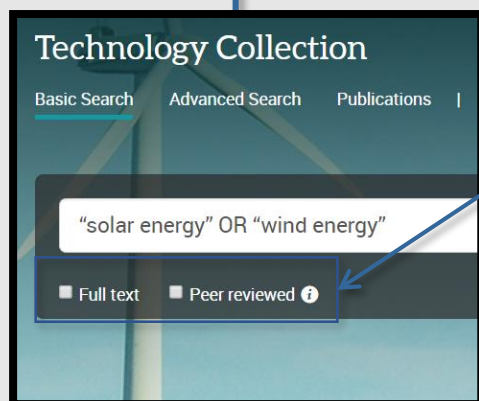 Technology Collection
Basic Search Advanced Search Publications |
“solar energy” OR “wind energy”
Full text Peer reviewed i